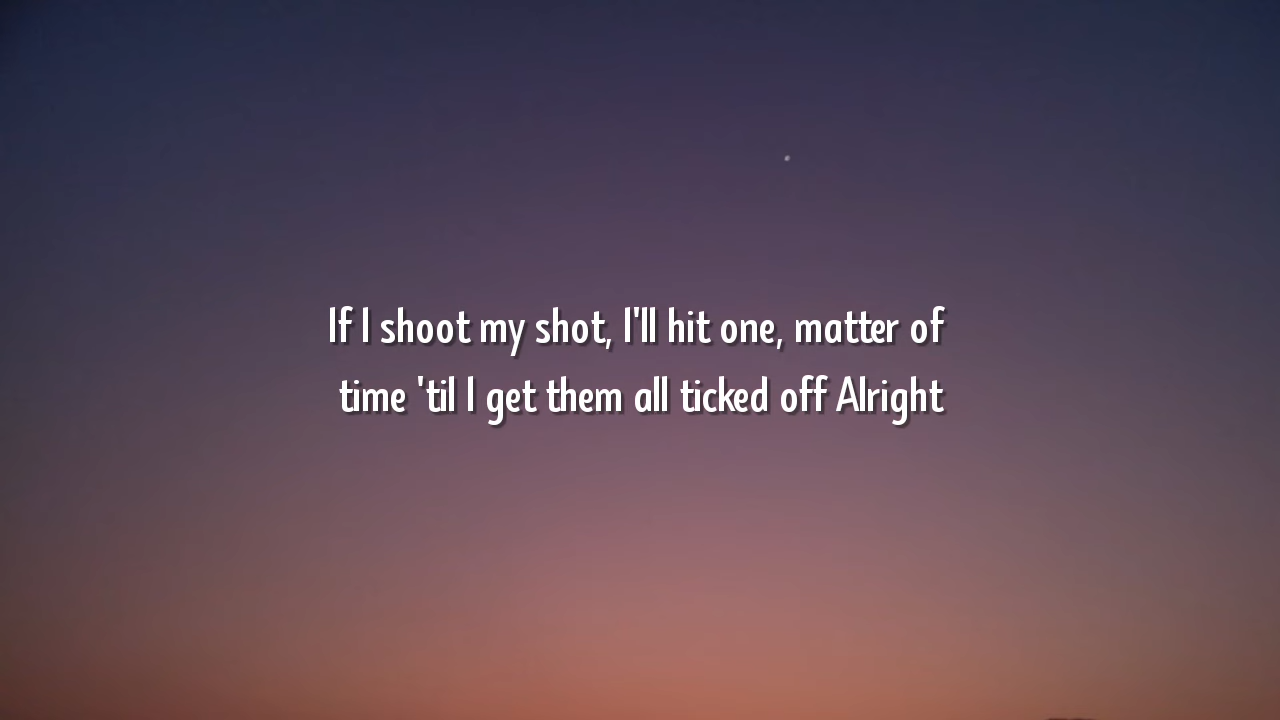 If I shoot my shot, I'll hit one, matter of
time 'til I get them all ticked off Alright